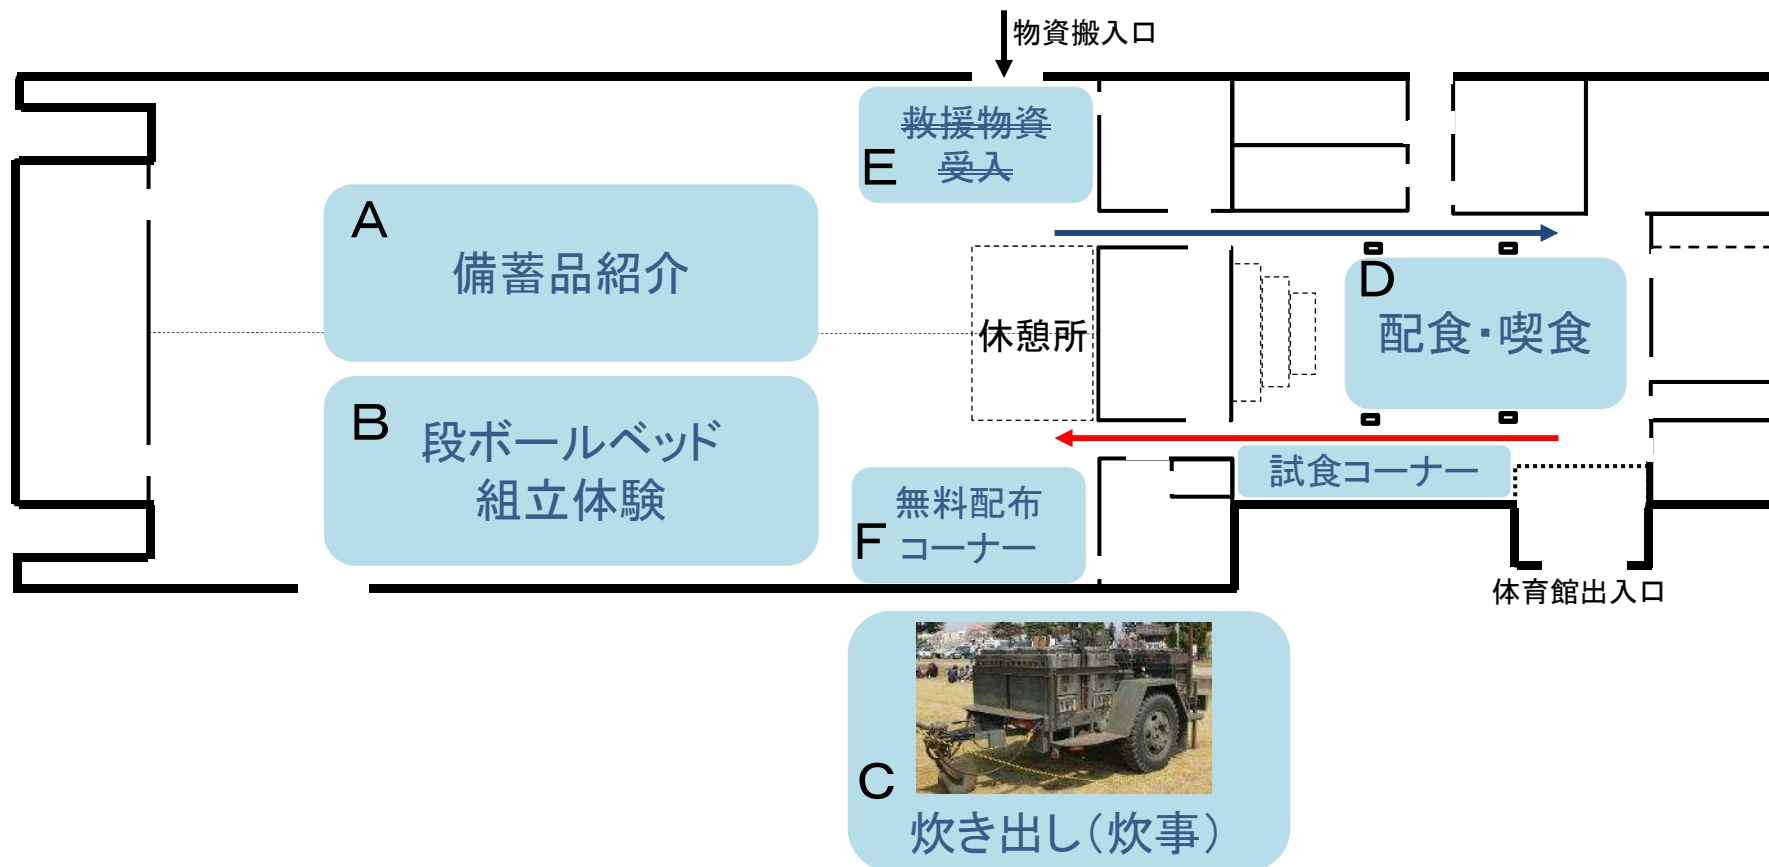 物資搬入口
救援物資
受入
E
A
備蓄品紹介
D
配食・喫食
休憩所
B
段ボールベッド
組立体験
試食コーナー
無料配布
コーナー
F
体育館出入口
C
炊き出し（炊事）